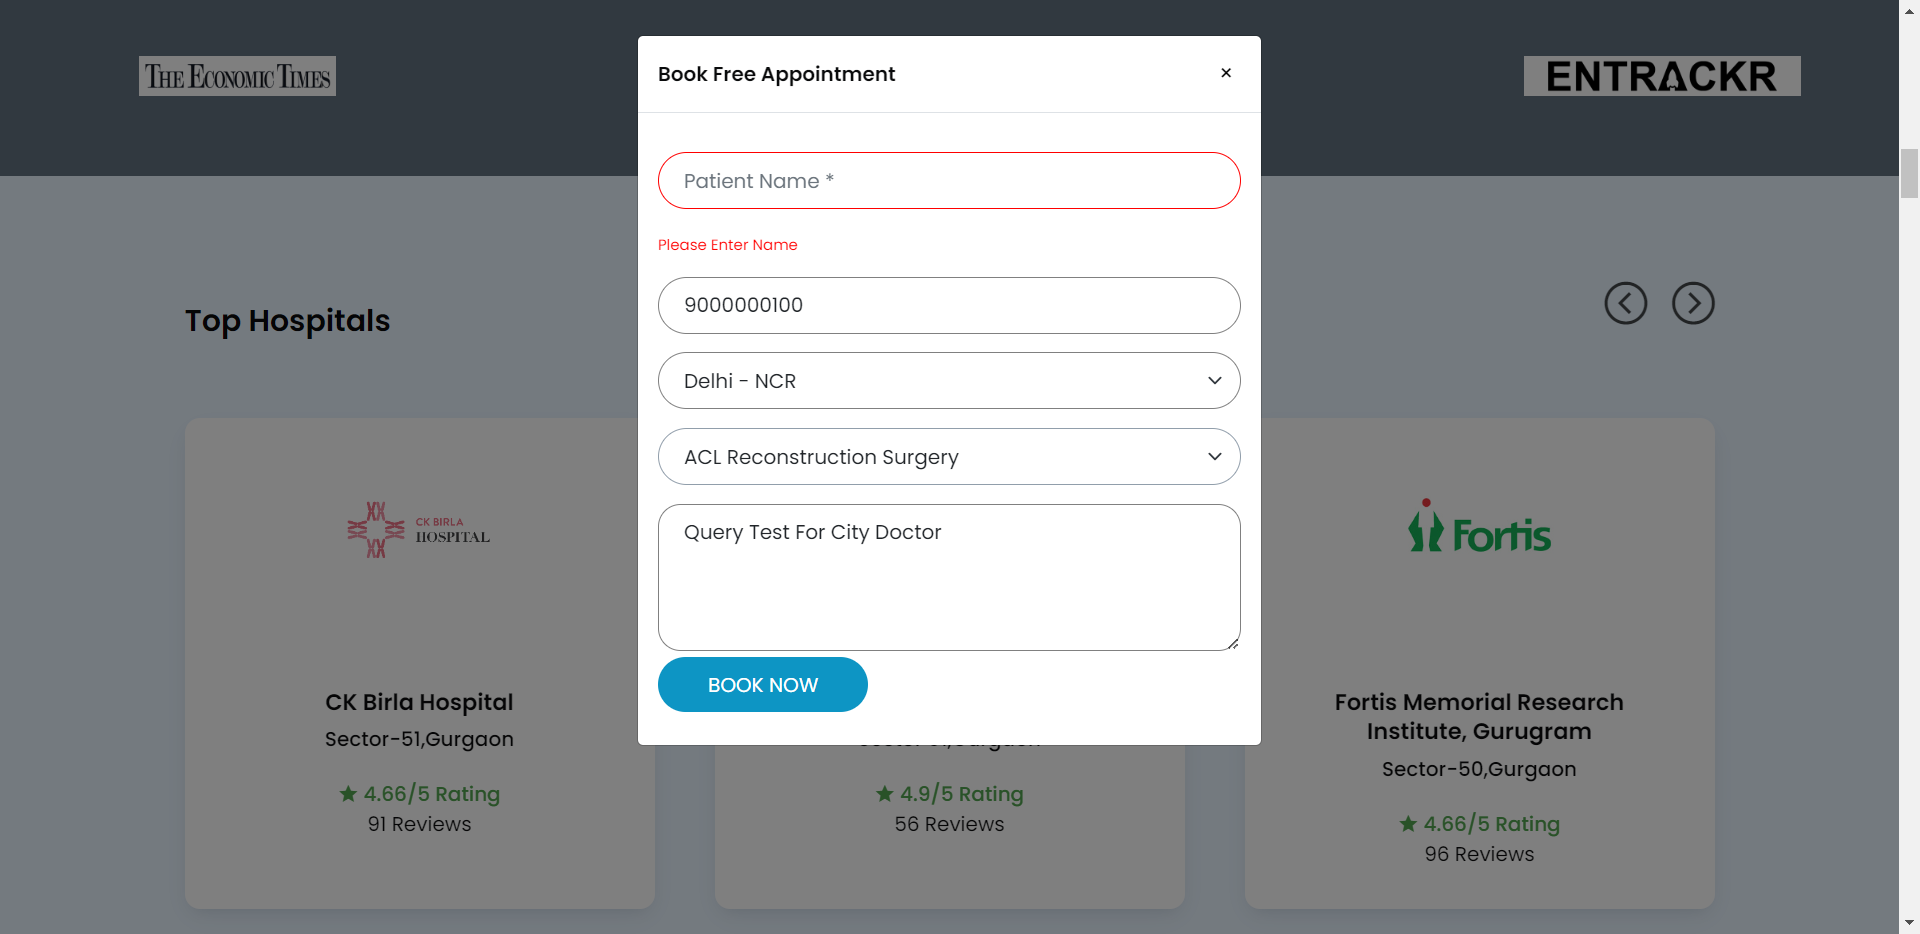 THE ECONOMIC TIMES
ENTRACKR
Book Free Appointment
×
Patient Name *
Please Enter Name
9000000100
Delhi - NCR
ACL Reconstruction Surgery
Query Test For City Doctor
BOOK NOW
Top Hospitals
CK BIRLA
HOSPITAL
CK Birla Hospital
Sector-51,Gurgaon
4.66/5 Rating
91 Reviews
4.9/5 Rating
56 Reviews
Fortis
Fortis Memorial Research
Institute, Gurugram
Sector-50,Gurgaon
4.66/5 Rating
96 Reviews